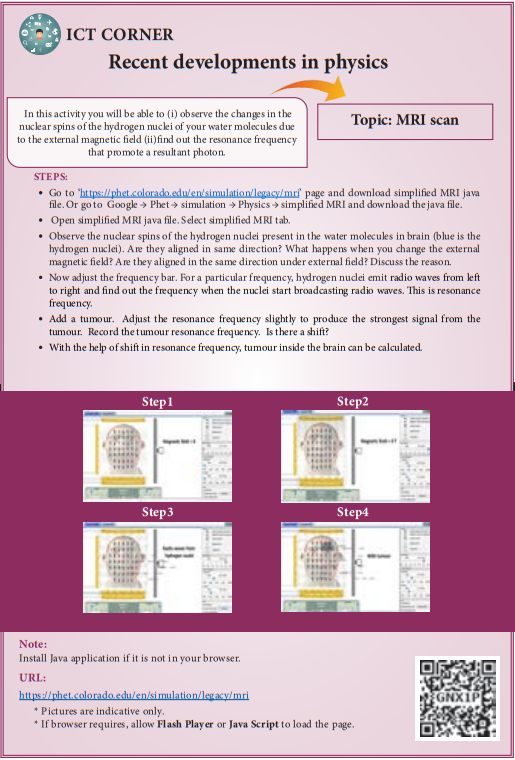 ICT CORNER
Recent developments in physics
In this activity you will be able to (i) observe the changes in the
nuclear spins of the hydrogen nuclei of your water molecules due
to the external magnetic field (ii)find out the resonance frequency
that promote a resultant photon.
Topic: MRI scan
STEPS:
• Go to ‘https://phet.colorado.edu/en/simulation/legacy/mri’ page and download simplified MRI java
file. Or go to Google → Phet→ simulation → Physics → simplified MRI and download the java file.
• Open simplified MRI java file. Select simplified MRI tab.
• Observe the nuclear spins of the hydrogen nuclei present in the water molecules in brain (blue is the
hydrogen nuclei). Are they aligned in same direction? What happens when you change the external
magnetic field? Are they aligned in the same direction under external field? Discuss the reason.
• Now adjust the frequency bar. For a particular frequency, hydrogen nuclei emit radio waves from left
to right and find out the frequency when the nuclei start broadcasting radio waves. This is resonance
frequency.
• Add a tumour. Adjust the resonance frequency slightly to produce the strongest signal from the
tumour. Record the tumour resonance frequency. Is there a shift?
• With the help of shift in resonance frequency, tumour inside the brain can be calculated.
Step1
Step2
Magnetic field
Magnetic field
Step3
Step4
Radio waves from
hydrogen nuclei
With tumour
Note:
Install Java application if it is not in your browser.
URL:
https://phet.colorado.edu/en/simulation/legacy/mri
* Pictures are indicative only.
* If browser requires, allow Flash Player or Java Script to load the page.
GNX1P